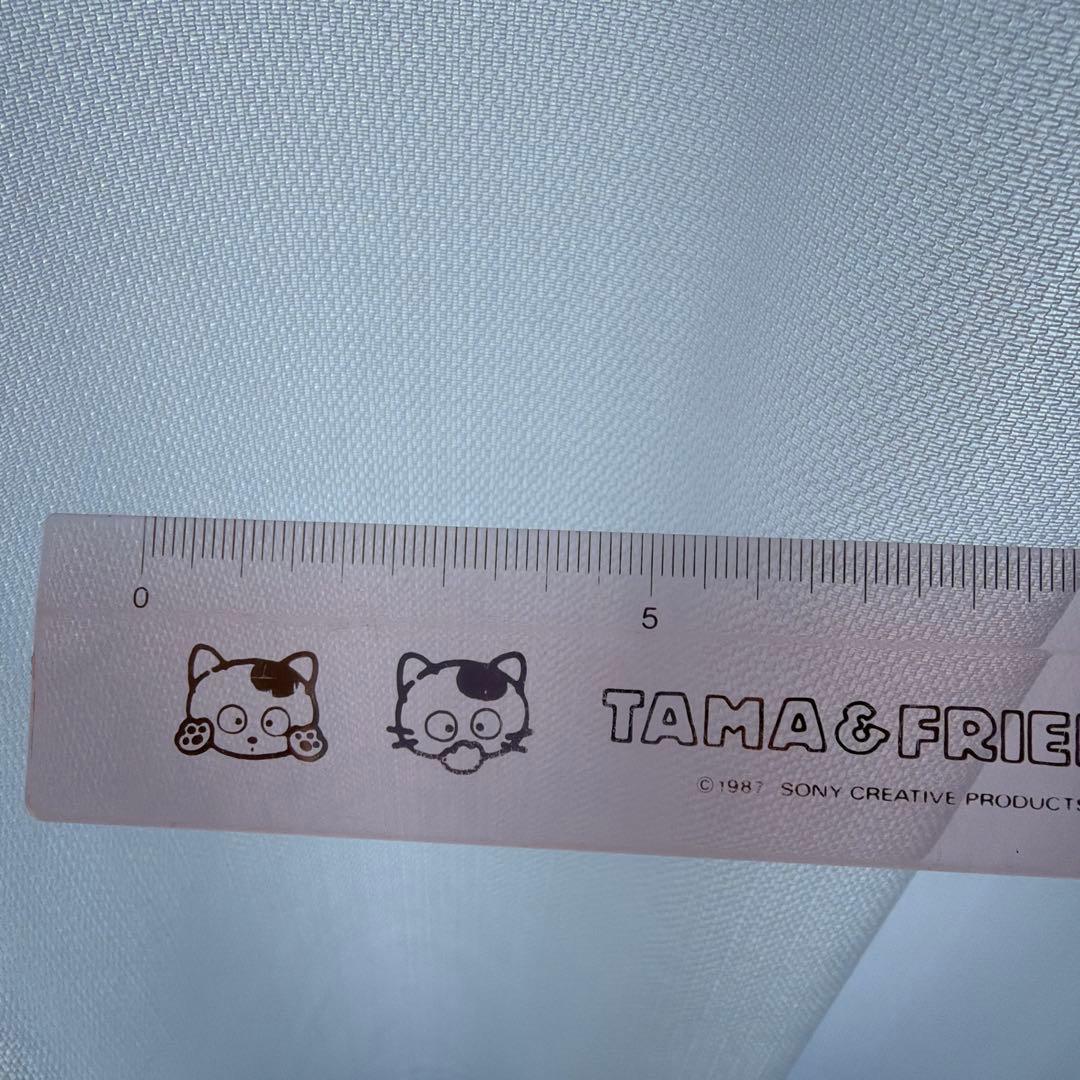 0 5
TAMA & FRIE
©1987 SONY CREATIVE PRODUCTS